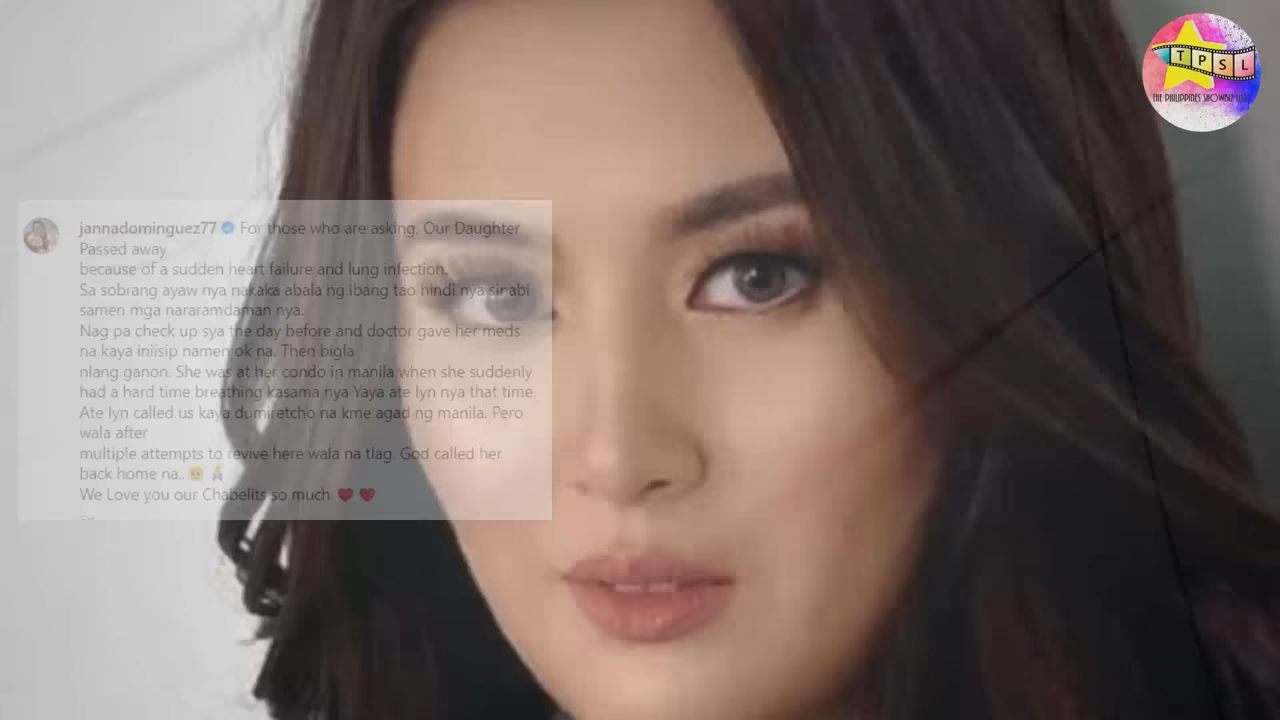 T P S L
THE PHILIPPINES SHOWBIZ
jannadominguez77 For those who are asking. Our Daughter
Passed away
because of a sudden heart failure and lung infection.
Sa sobrang ayaw nya nakaka abala ng ibang tao hindi nya sinabi
samen mga nararamdaman nya.
Nag pa check up sya the day before and doctor gave her meds
na kaya iniisip namen ok na. Then bigla
nlang ganon. She was at her condo in manila when she suddenly
had a hard time breathing kasama nya Yaya ate lyn nya that time
Ate lyn called us kaya dumiretcho na kme agad ng manila. Pero
wala after
multiple attempts to revive here wala na tlag. God called her
back home na.. 🥺 🙏
We Love you our Chabelits so much ❤️ ❤️